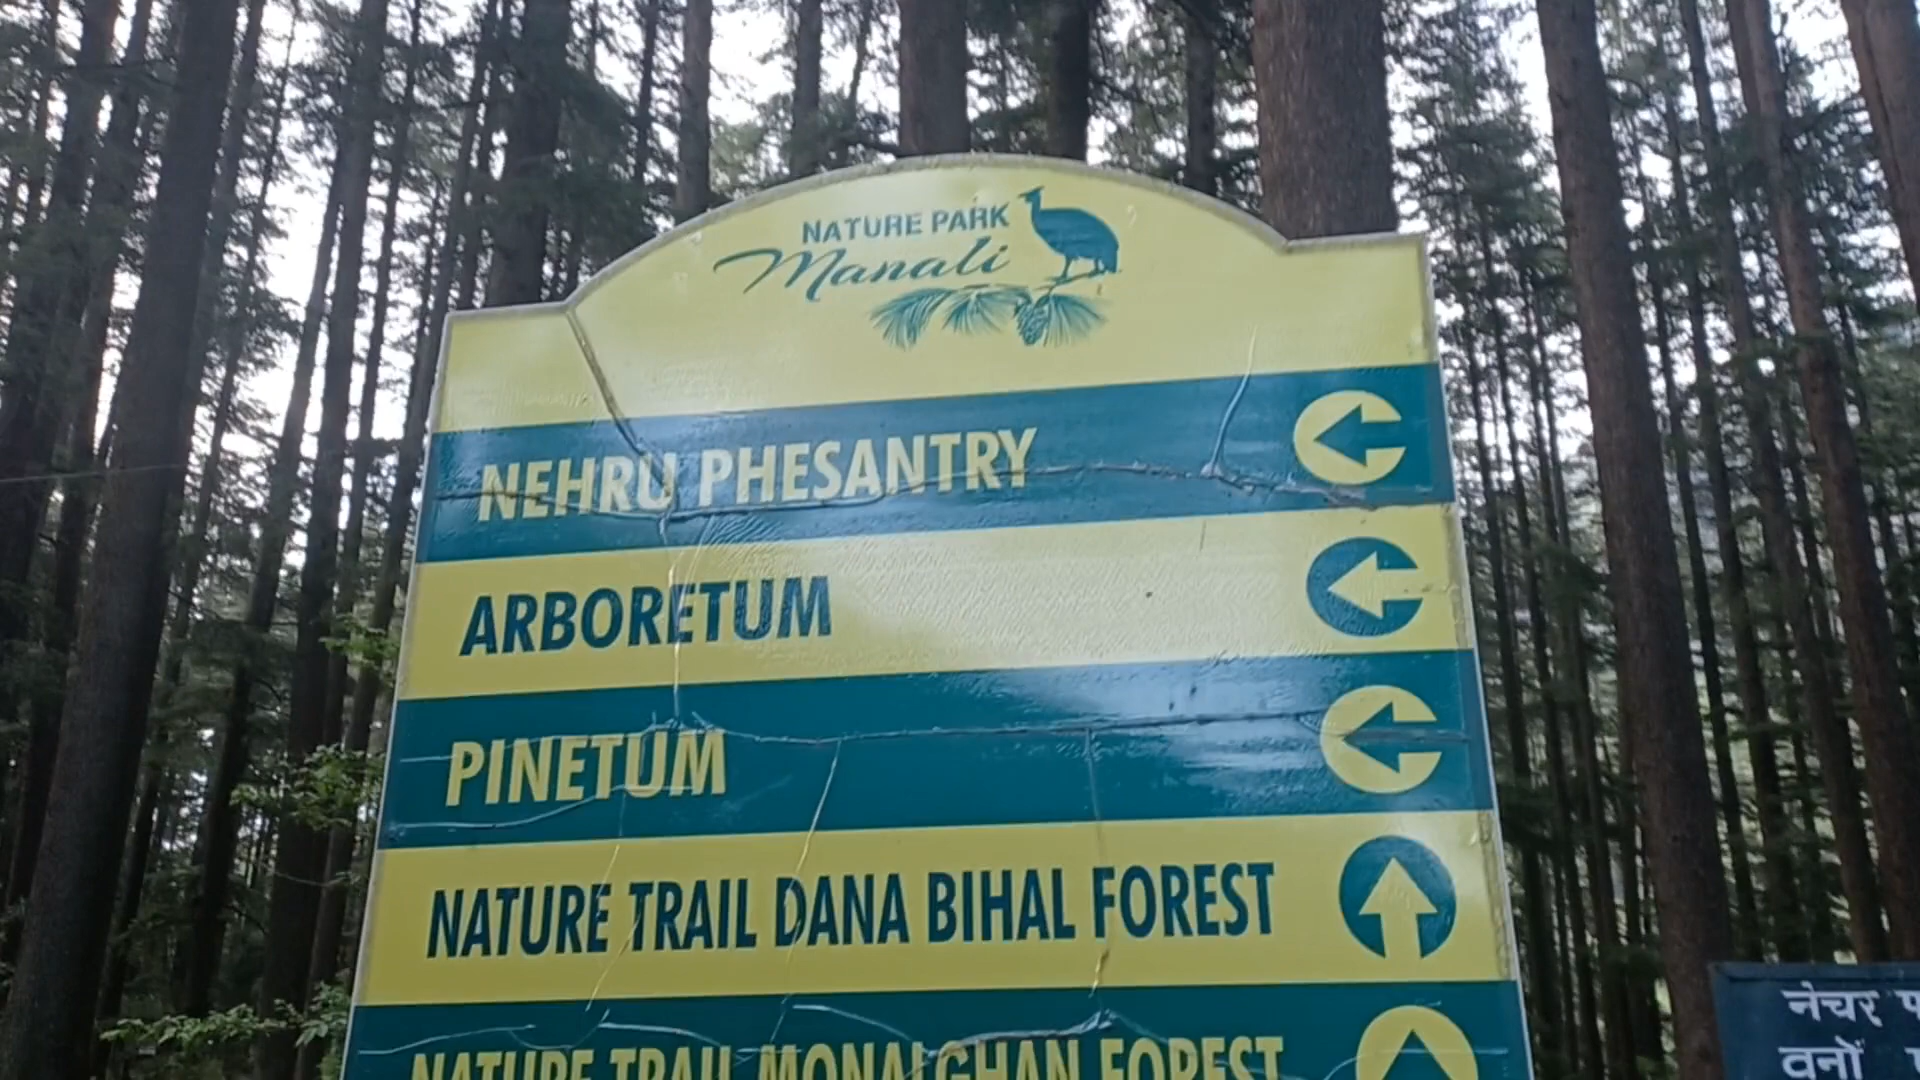 NATURE PARK
Manali
NEHRU PHESANTRY
ARBORETUM
PINETUM
NATURE TRAIL DANA BIHAL FOREST
NATURE TRAIL MONALGHAN FOREST
नेचर
वनों